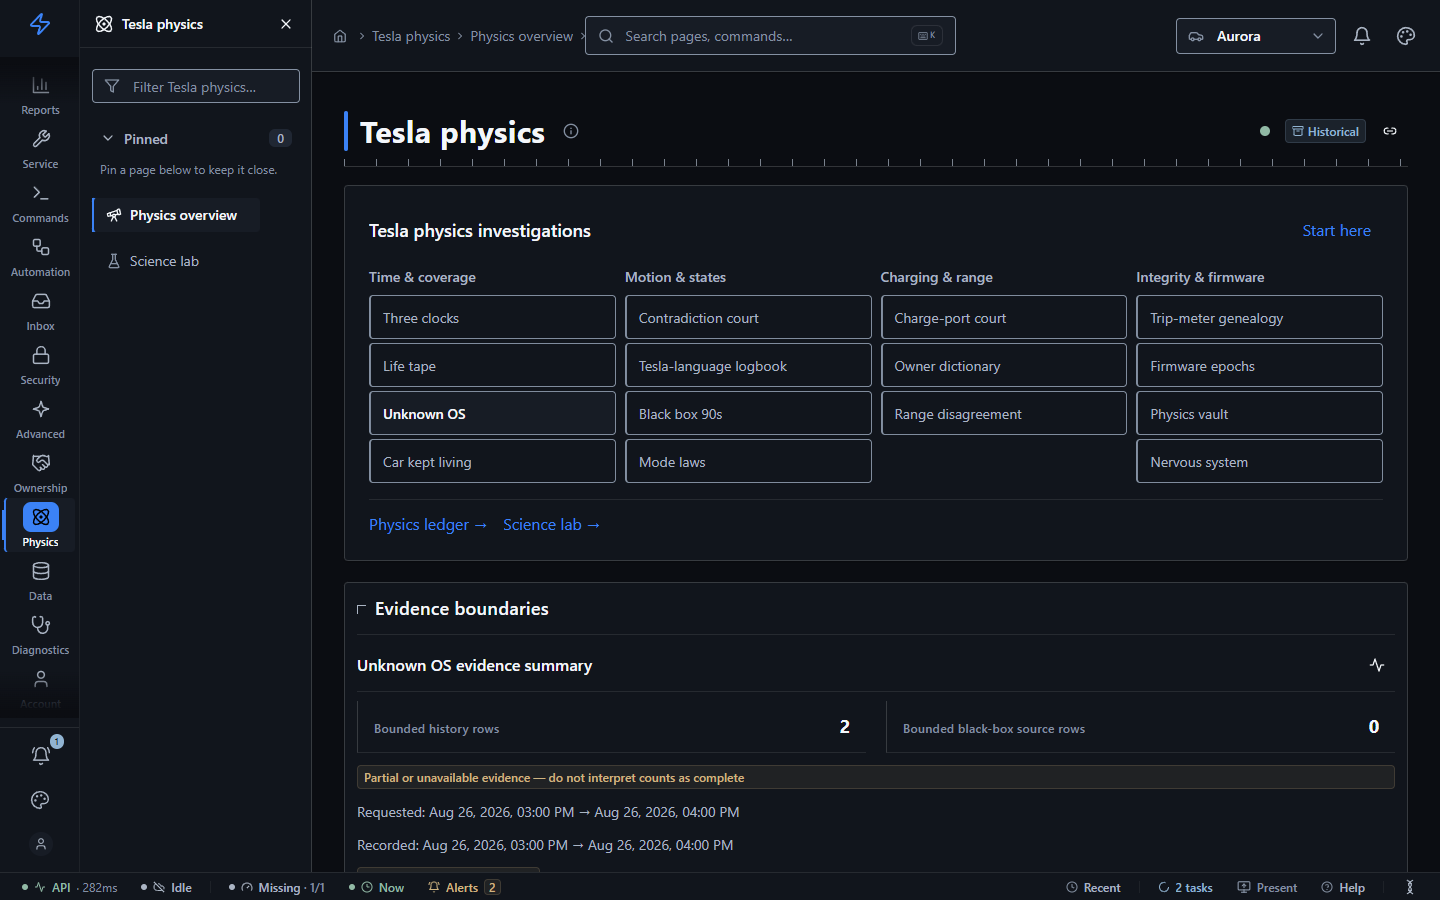 Tesla physics
Tesla physics
Physics overview
Search pages, commands...
K
Aurora
Reports
Service
Commands
Automation
Inbox
Security
Advanced
Ownership
Physics
Data
Diagnostics
Account
1
Filter Tesla physics...
Pinned
0
Pin a page below to keep it close.
Physics overview
Science lab
Tesla physics
Historical
Tesla physics investigations
Start here
Time & coverage
Three clocks
Life tape
Unknown OS
Car kept living
Motion & states
Contradiction court
Tesla-language logbook
Black box 90s
Mode laws
Charging & range
Charge-port court
Owner dictionary
Range disagreement
Integrity & firmware
Trip-meter genealogy
Firmware epochs
Physics vault
Nervous system
Physics ledger →
Science lab →
Evidence boundaries
Unknown OS evidence summary
Bounded history rows
2
Bounded black-box source rows
0
Partial or unavailable evidence — do not interpret counts as complete
Requested: Aug 26, 2026, 03:00 PM → Aug 26, 2026, 04:00 PM
Recorded: Aug 26, 2026, 03:00 PM → Aug 26, 2026, 04:00 PM
API · 282ms
Idle
Missing · 1/1
Now
Alerts 2
Recent
2 tasks
Present
Help